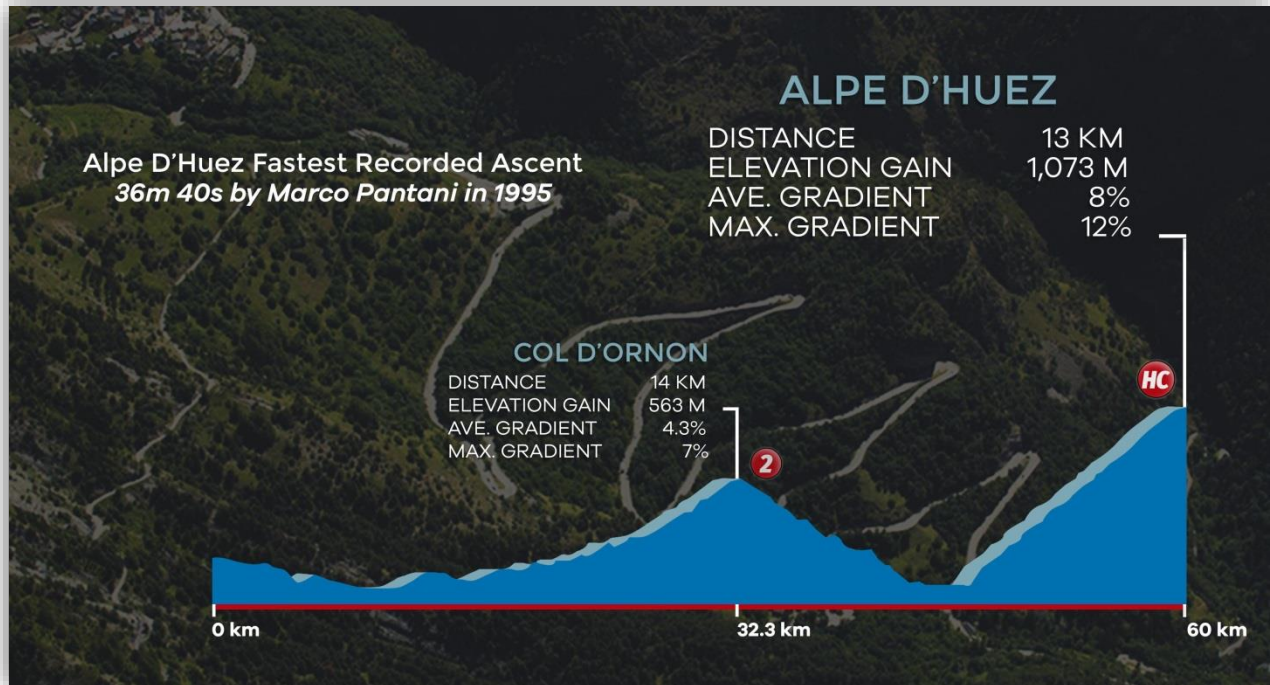 ALPE D'HUEZ
DISTANCE 13 KM
ELEVATION GAIN 1,073 M
AVE. GRADIENT 8%
MAX. GRADIENT 12%
Alpe D'Huez Fastest Recorded Ascent
36m 40s by Marco Pantani in 1995
COL D'ORNON
DISTANCE 14 KM
ELEVATION GAIN 563 M
AVE. GRADIENT 4.3%
MAX. GRADIENT 7%
HC
2
0 km 32.3 km 60 km